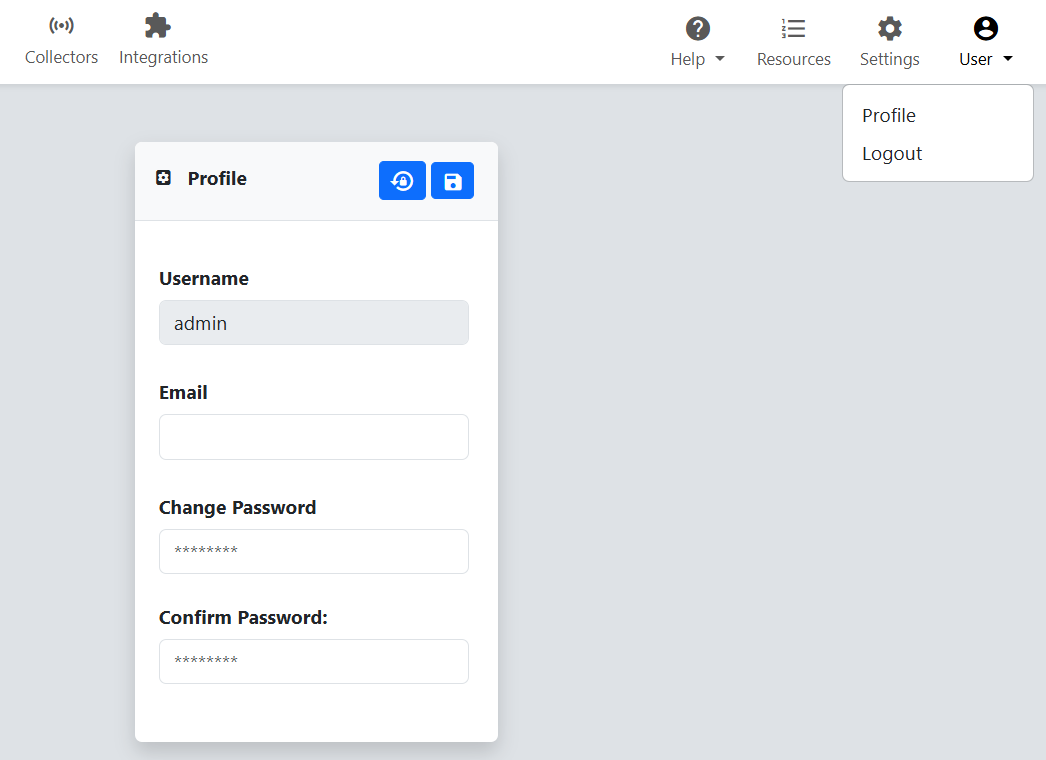 Collectors
Integrations
Help
Resources
Settings
User
Profile
Logout
Profile
Username
admin
Email
Change Password
********
Confirm Password:
********